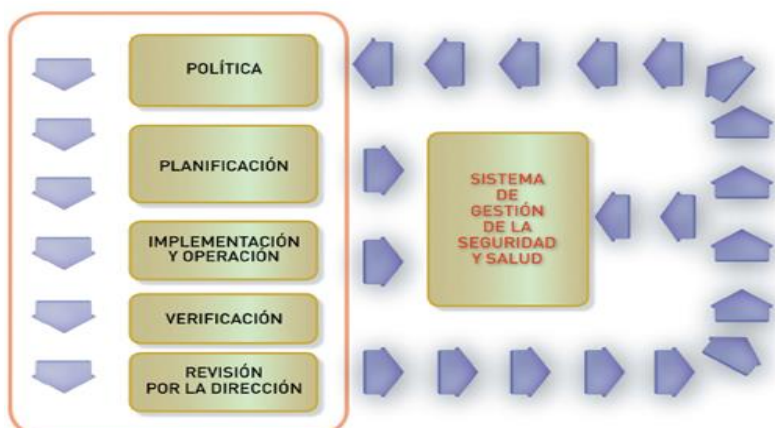 POLÍTICA
PLANIFICACIÓN
IMPLEMENTACIÓN
Y OPERACIÓN
VERIFICACIÓN
REVISIÓN
POR LA DIRECCIÓN
SISTEMA
DE
GESTIÓN
DE LA
SEGURIDAD
Y SALUD